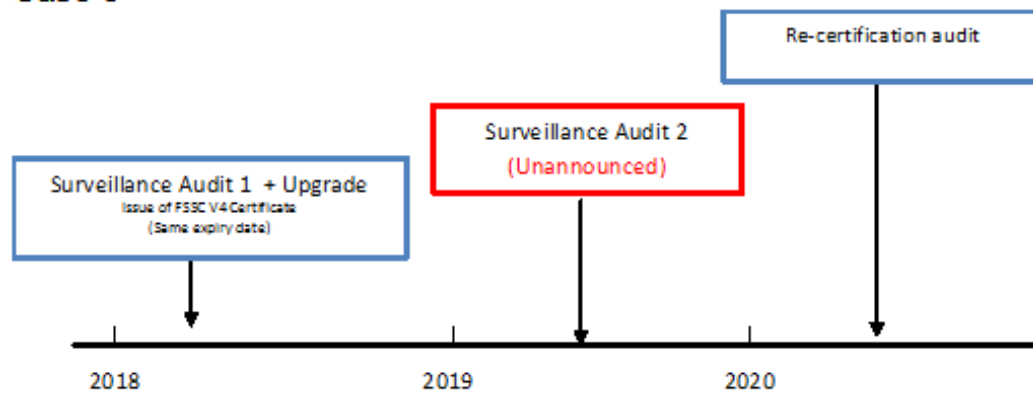 Re-certification audit
Surveillance Audit 2
(Unannounced)
Surveillance Audit 1 + Upgrade
Issue of FSSC V4 Certificate
(Same expiry date)
2018
2019
2020